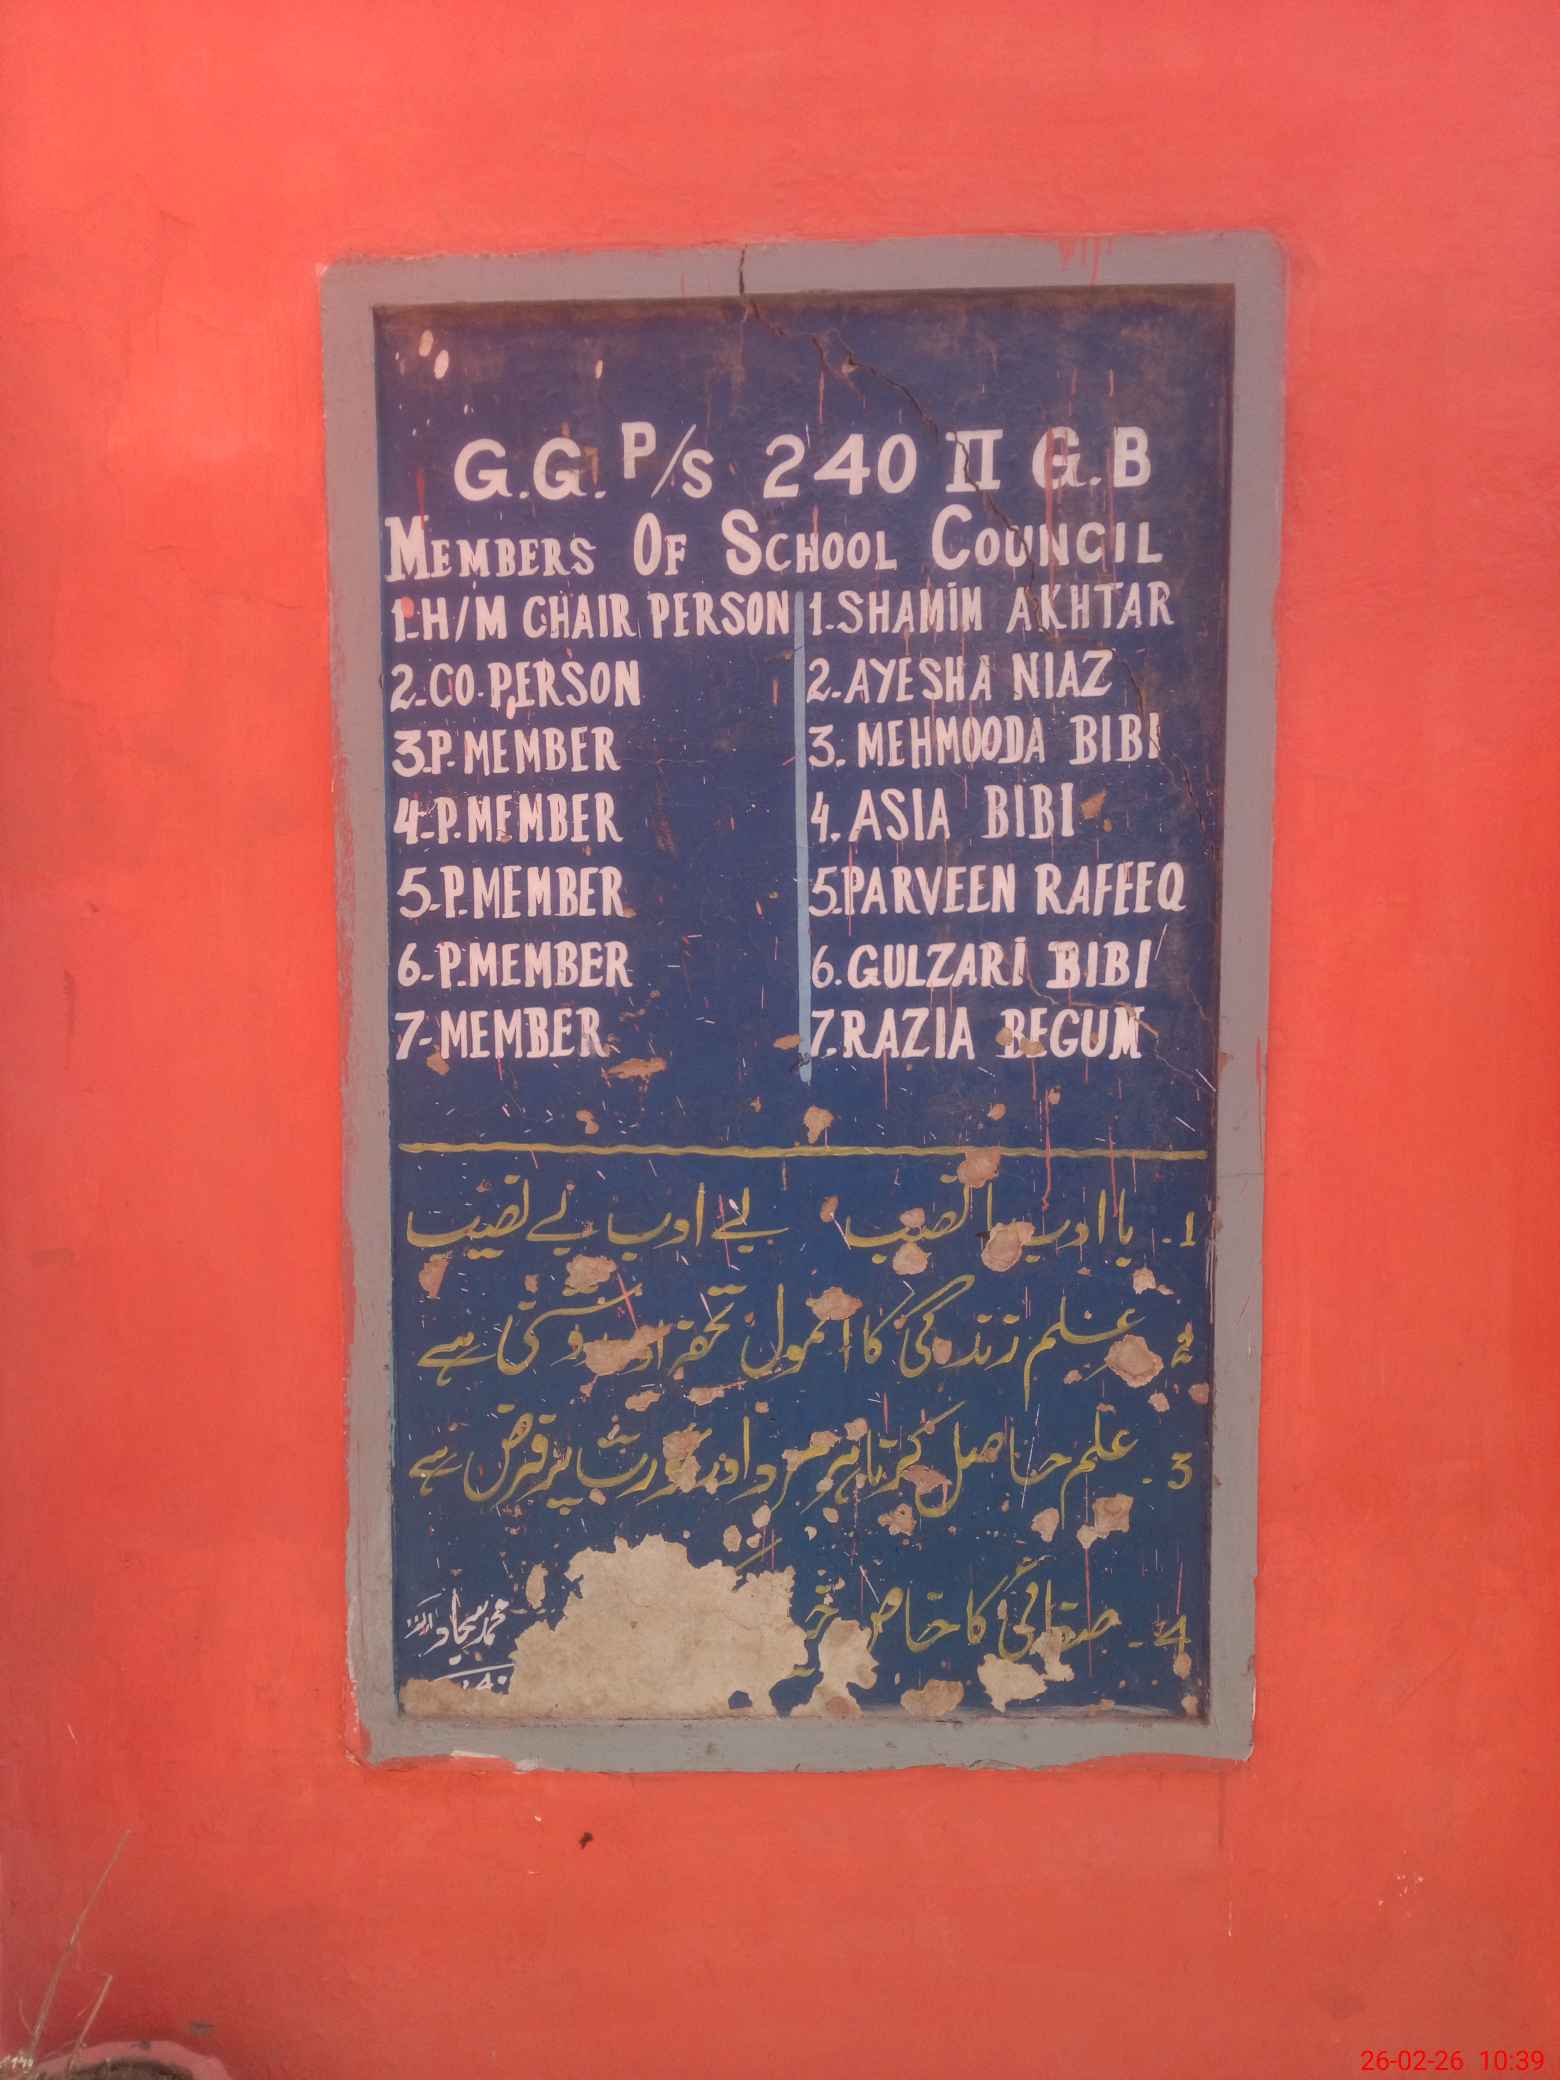 G.G. P/S 240 II G.B
MEMBERS OF SCHOOL COUNCIL
1-H/M CHAIR PERSON 1-SHAMIM AKHTAR
2-CO-PERSON 2-AYESHA NIAZ
3-P.MEMBER 3. MEHMOODA BIBI
4-P.MEMBER 4. ASIA BIBI
5-P.MEMBER 5.PARVEEN RAFEEQ
6-P.MEMBER 6.GULZARI BIBI
7-MEMBER 7.RAZIA BEGUM
1- با ادب با نصیب بے ادب بے نصیب
2- علم زندگی کا انمول تحفہ اور روشنی ہے
3- علم حاصل کرنا ہر مرد اور عورت پر فرض ہے
4- صفائی کا خاص
محمد سجاد
26-02-26 10:39